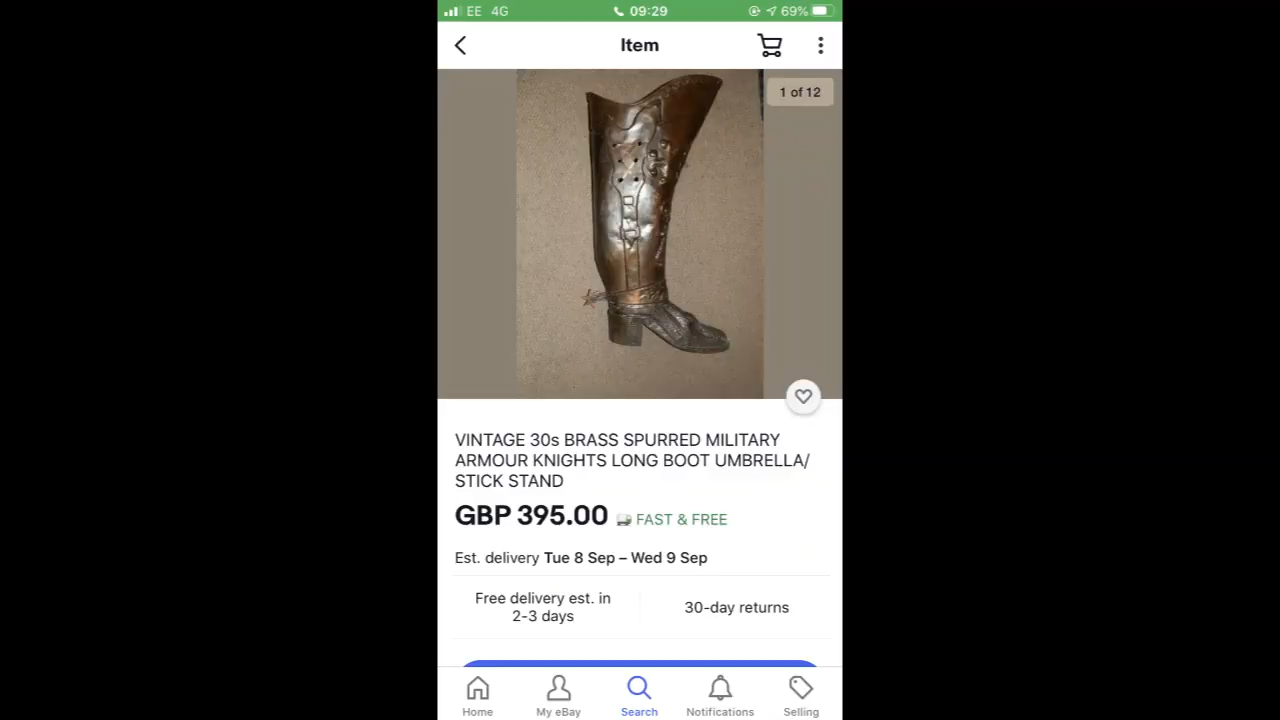 EE 4G 09:29 69%
Item
1 of 12
VINTAGE 30s BRASS SPURRED MILITARY
ARMOUR KNIGHTS LONG BOOT UMBRELLA/
STICK STAND
GBP 395.00 FAST & FREE
Est. delivery Tue 8 Sep – Wed 9 Sep
Free delivery est. in
2-3 days
30-day returns
Home My eBay Search Notifications Selling